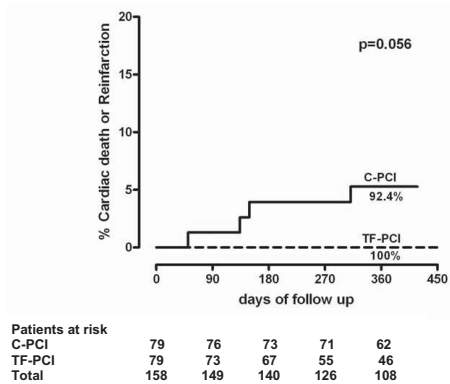 20
p=0.056
15
10
% Cardiac death or Reinfarction
C-PCI
5
92.4%
TF-PCI
0
100%
0 90 180 270 360 450
days of follow up
Patients at risk
C-PCI 79 76 73 71 62
TF-PCI 79 73 67 55 46
Total 158 149 140 126 108